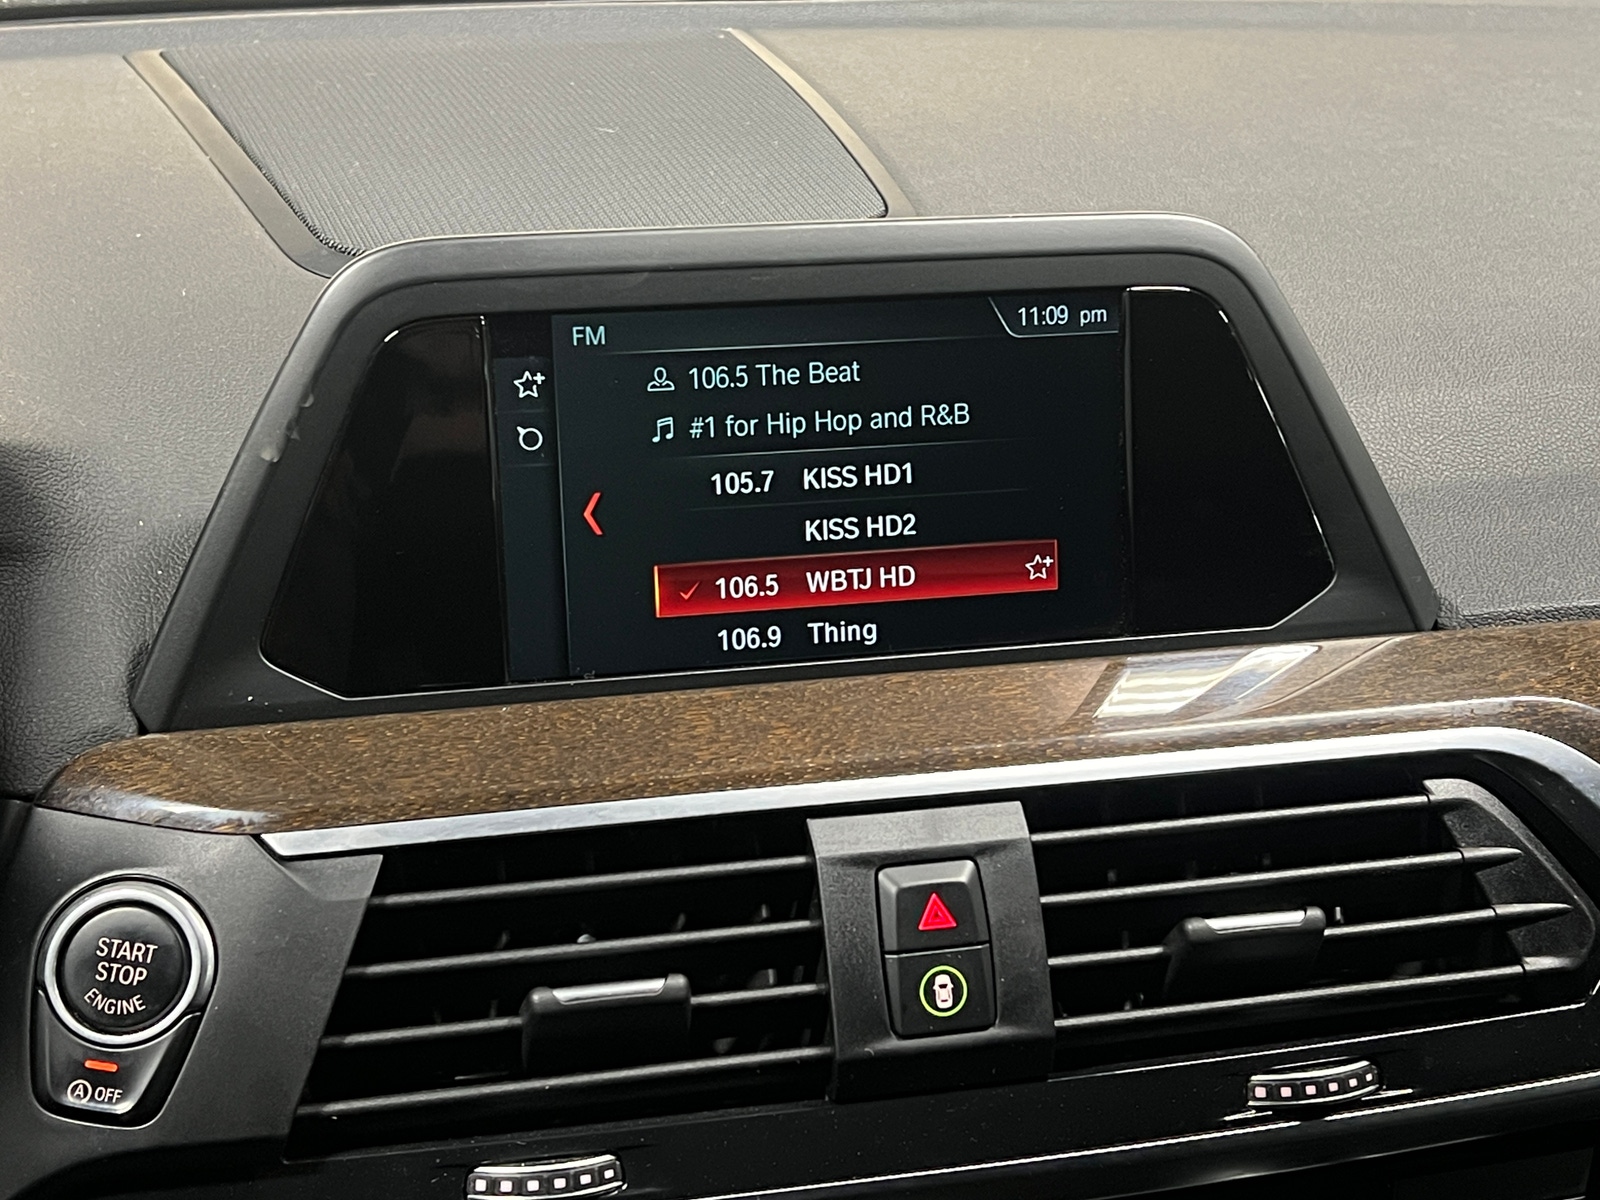 FM
11:09 pm
106.5 The Beat
#1 for Hip Hop and R&B
105.7 KISS HD1
KISS HD2
106.5 WBTJ HD
106.9 Thing
START
STOP
ENGINE
A OFF